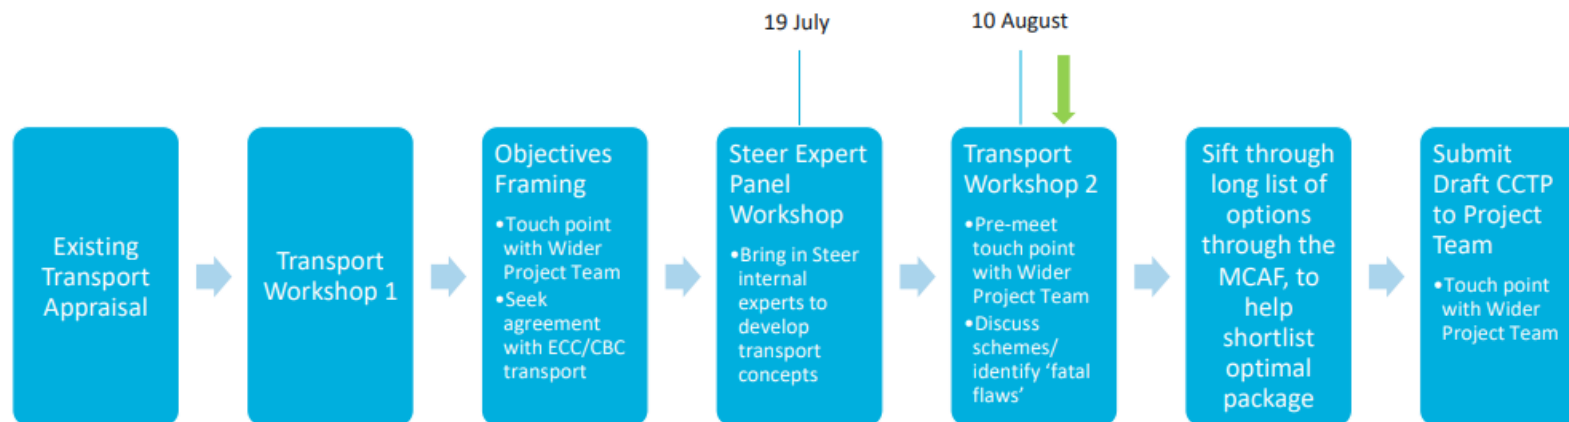 19 July
10 August
Existing
Transport
Appraisal
Transport
Workshop 1
Objectives
Framing
•Touch point
with Wider
Project Team
•Seek
agreement
with ECC/CBC
transport
Steer Expert
Panel
Workshop
•Bring in Steer
internal
experts to
develop
transport
concepts
Transport
Workshop 2
•Pre-meet
touch point
with Wider
Project Team
•Discuss
schemes/
identify ‘fatal
flaws’
Sift through
long list of
options
through the
MCAF, to
help
shortlist
optimal
package
Submit
Draft CCTP
to Project
Team
•Touch point
with Wider
Project Team